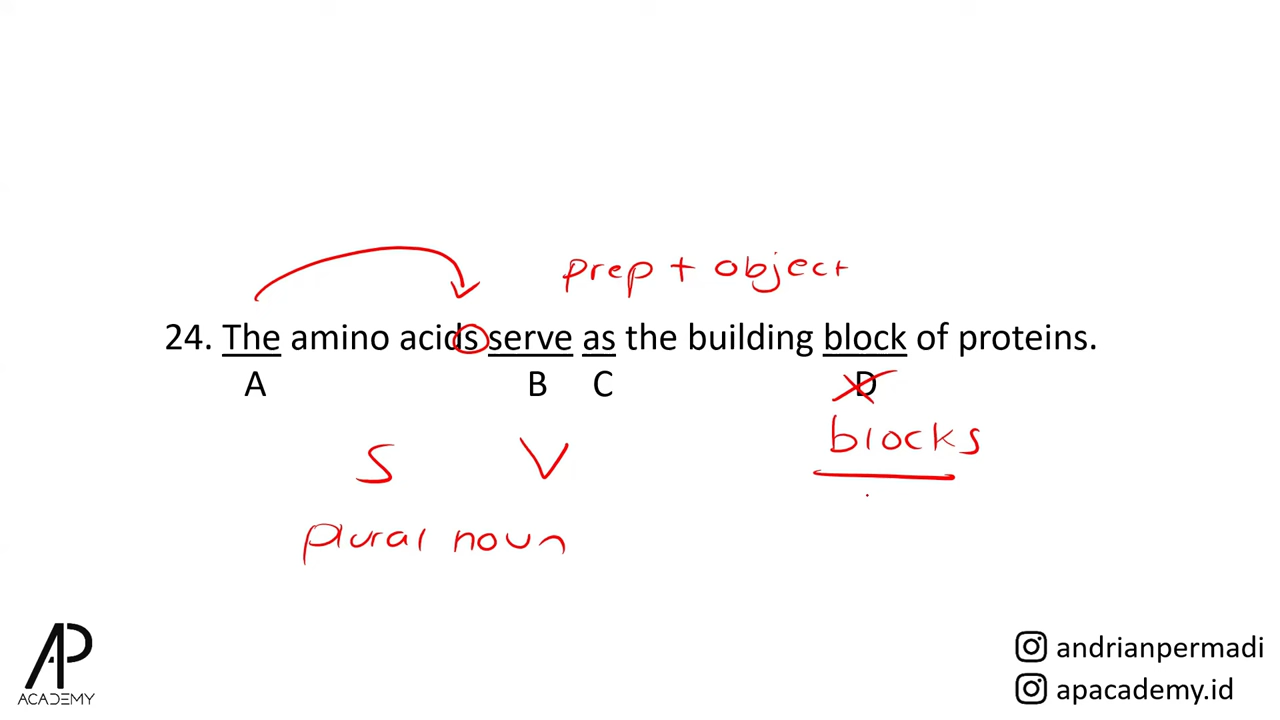 prep + object
24. The amino acids serve as the building block of proteins.
A B C D
blocks
S V
plural noun
AP
ACADEMY
andrianpermadi
apacademy.id